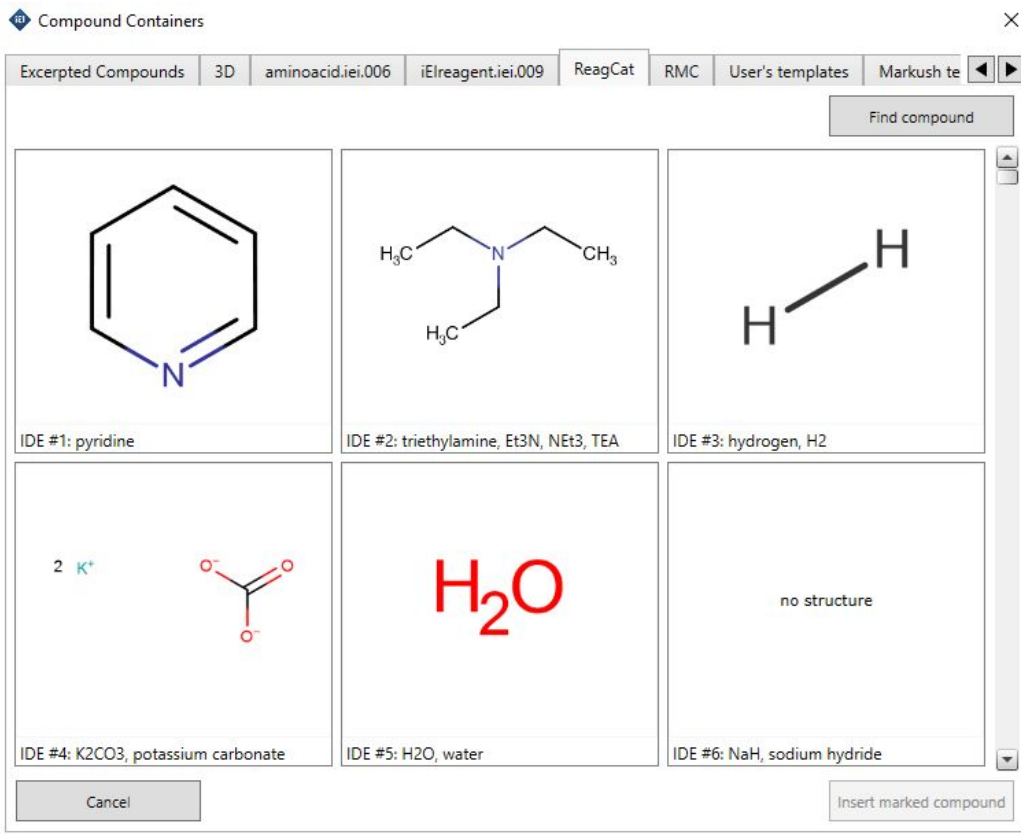 iEI Compound Containers
Excerpted Compounds 3D aminoacid.iei.006 iEIreagent.iei.009 ReagCat RMC User's templates Markush te
Find compound
N
IDE #1: pyridine
H3C N CH3
H3C
IDE #2: triethylamine, Et3N, NEt3, TEA
H
H
IDE #3: hydrogen, H2
2 K+ O- O
O-
IDE #4: K2CO3, potassium carbonate
H2O
IDE #5: H2O, water
no structure
IDE #6: NaH, sodium hydride
Cancel
Insert marked compound